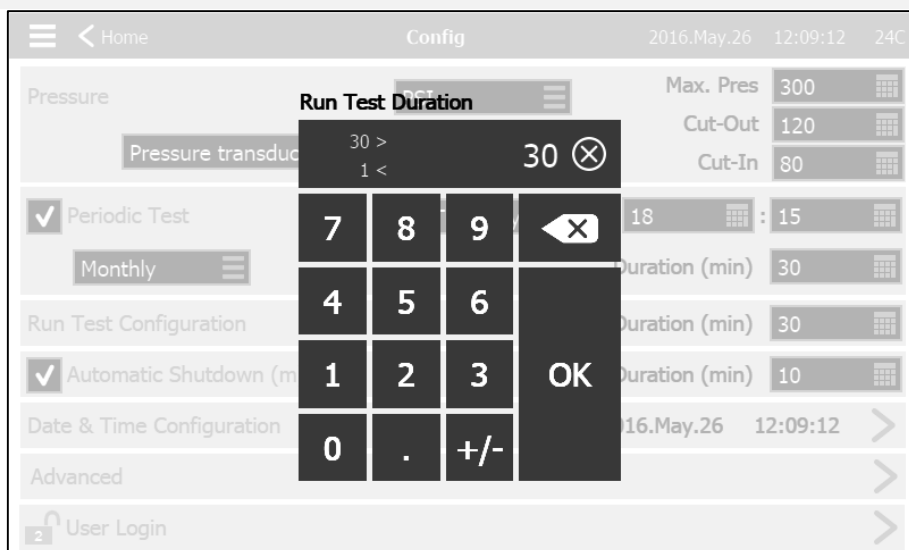 Home Config 2016.May.26 12:09:12 24C
Pressure Max. Pres 300
Run Test Duration
Cut-Out 120
Pressure transduc Cut-In 80
30 >
1 <
30
Periodic Test 18 : 15
Monthly Duration (min) 30
Run Test Configuration Duration (min) 30
Automatic Shutdown (m Duration (min) 10
Date & Time Configuration 016.May.26 12:09:12
Advanced
2 User Login
7 8 9
4 5 6
1 2 3 OK
0 . +/-